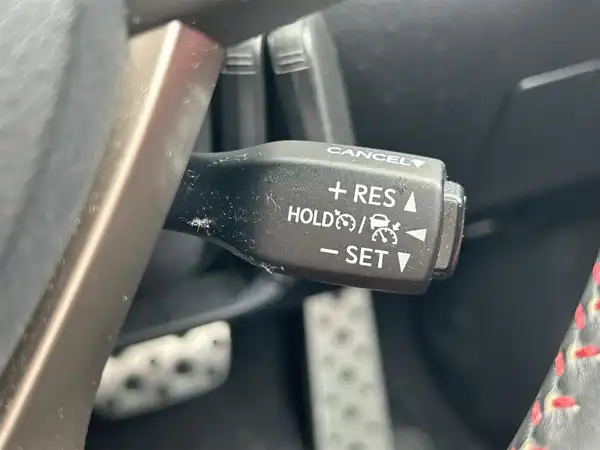 CANCEL▼
+ RES ▲
HOLD / ◀
− SET ▼